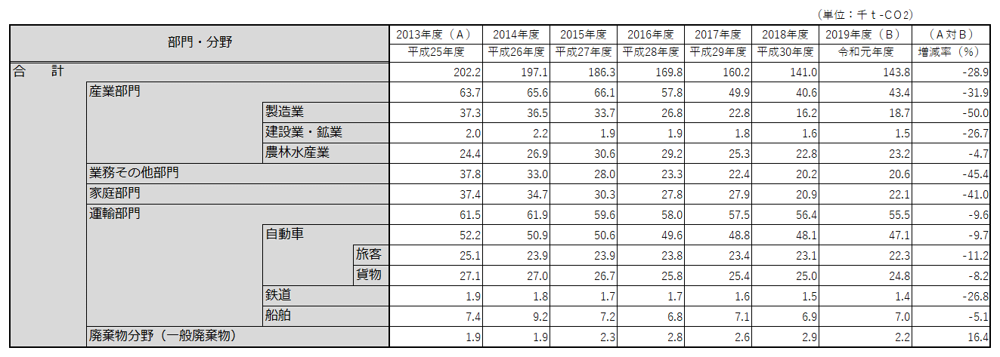 （単位：千ｔ-CO2）
部門・分野 2013年度（Ａ） 2014年度 2015年度 2016年度 2017年度 2018年度 2019年度（Ｂ） （Ａ対Ｂ）
平成25年度 平成26年度 平成27年度 平成28年度 平成29年度 平成30年度 令和元年度 増減率（%）
合　計 202.2 197.1 186.3 169.8 160.2 141.0 143.8 -28.9
産業部門 63.7 65.6 66.1 57.8 49.9 40.6 43.4 -31.9
製造業 37.3 36.5 33.7 26.8 22.8 16.2 18.7 -50.0
建設業・鉱業 2.0 2.2 1.9 1.9 1.8 1.6 1.5 -26.7
農林水産業 24.4 26.9 30.6 29.2 25.3 22.8 23.2 -4.7
業務その他部門 37.8 33.0 28.0 23.3 22.4 20.2 20.6 -45.4
家庭部門 37.4 34.7 30.3 27.8 27.9 20.9 22.1 -41.0
運輸部門 61.5 61.9 59.6 58.0 57.5 56.4 55.5 -9.6
自動車 52.2 50.9 50.6 49.6 48.8 48.1 47.1 -9.7
旅客 25.1 23.9 23.9 23.8 23.4 23.1 22.3 -11.2
貨物 27.1 27.0 26.7 25.8 25.4 25.0 24.8 -8.2
鉄道 1.9 1.8 1.7 1.7 1.6 1.5 1.4 -26.8
船舶 7.4 9.2 7.2 6.8 7.1 6.9 7.0 -5.1
廃棄物分野（一般廃棄物） 1.9 1.9 2.3 2.8 2.6 2.9 2.2 16.4